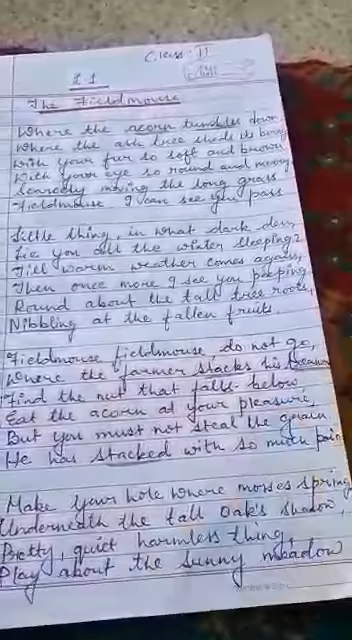 Class-II
1.1
The Fieldmouse
Where the acorn tumbles down,
Where the ash tree sheds its berry
With your fur so soft and brown
With your eye so round and merry
Scarcely moving the long grass
Fieldmouse I can see you pass
Little thing, in what dark den,
Lie you all the winter sleeping?
Till warm weather comes again,
Then once more I see you peeping
Round about the tall tree roots,
Nibbling at the fallen fruits.
Fieldmouse fieldmouse, do not go,
Where the farmer stacks his treasure
Find the nut that falls below,
Eat the acorn at your pleasure,
But you must not steal the grain
He has stacked with so much pain
Make your hole where mosses spring
Underneath the tall Oak's shadow,
Pretty, quiet harmless thing,
Play about the sunny meadow